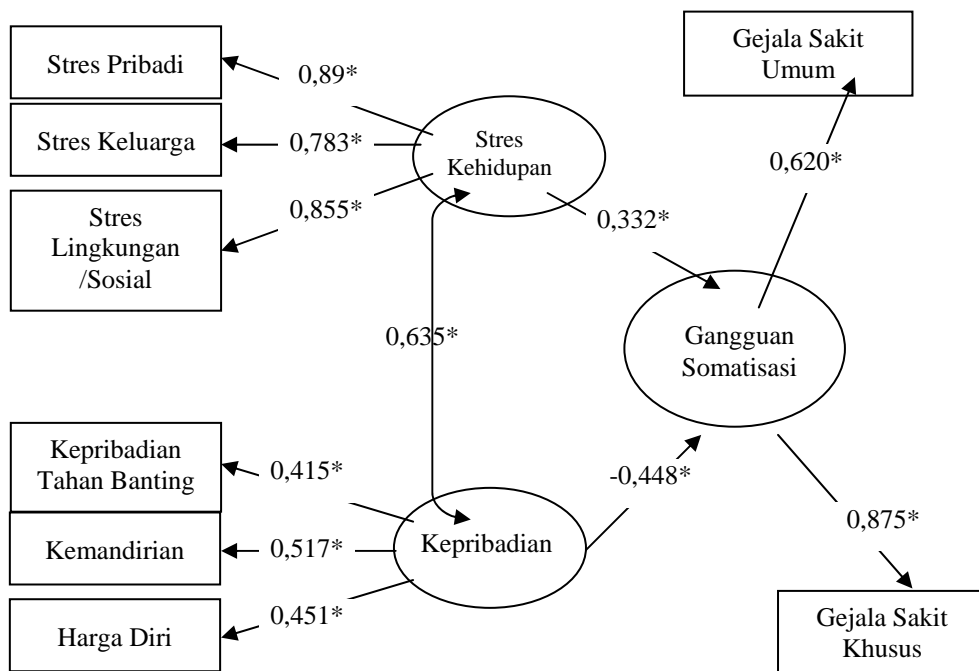 Stres Pribadi
0,89*
Stres Keluarga
0,783*
Stres
Lingkungan
/Sosial
0,855*
Stres
Kehidupan
0,332*
0,635*
Gejala Sakit
Umum
0,620*
Gangguan
Somatisasi
Kepribadian
Tahan Banting
0,415*
Kemandirian
0,517*
Harga Diri
0,451*
Kepribadian
-0,448*
0,875*
Gejala Sakit
Khusus